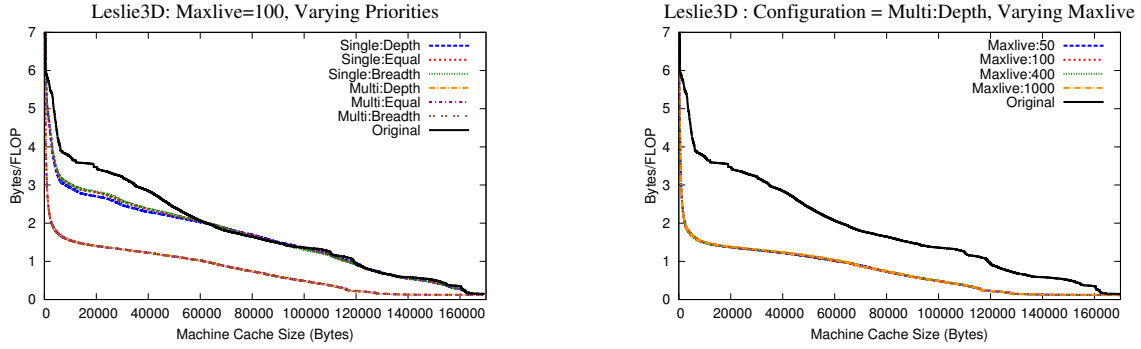 Leslie3D: Maxlive=100, Varying Priorities
7
6
5
4
3
2
1
0
Bytes/FLOP
Single:Depth
Single:Equal
Single:Breadth
Multi:Depth
Multi:Equal
Multi:Breadth
Original
0 20000 40000 60000 80000 100000 120000 140000 160000
Machine Cache Size (Bytes)
Leslie3D : Configuration = Multi:Depth, Varying Maxlive
7
6
5
4
3
2
1
0
Bytes/FLOP
Maxlive:50
Maxlive:100
Maxlive:400
Maxlive:1000
Original
0 20000 40000 60000 80000 100000 120000 140000 160000
Machine Cache Size (Bytes)